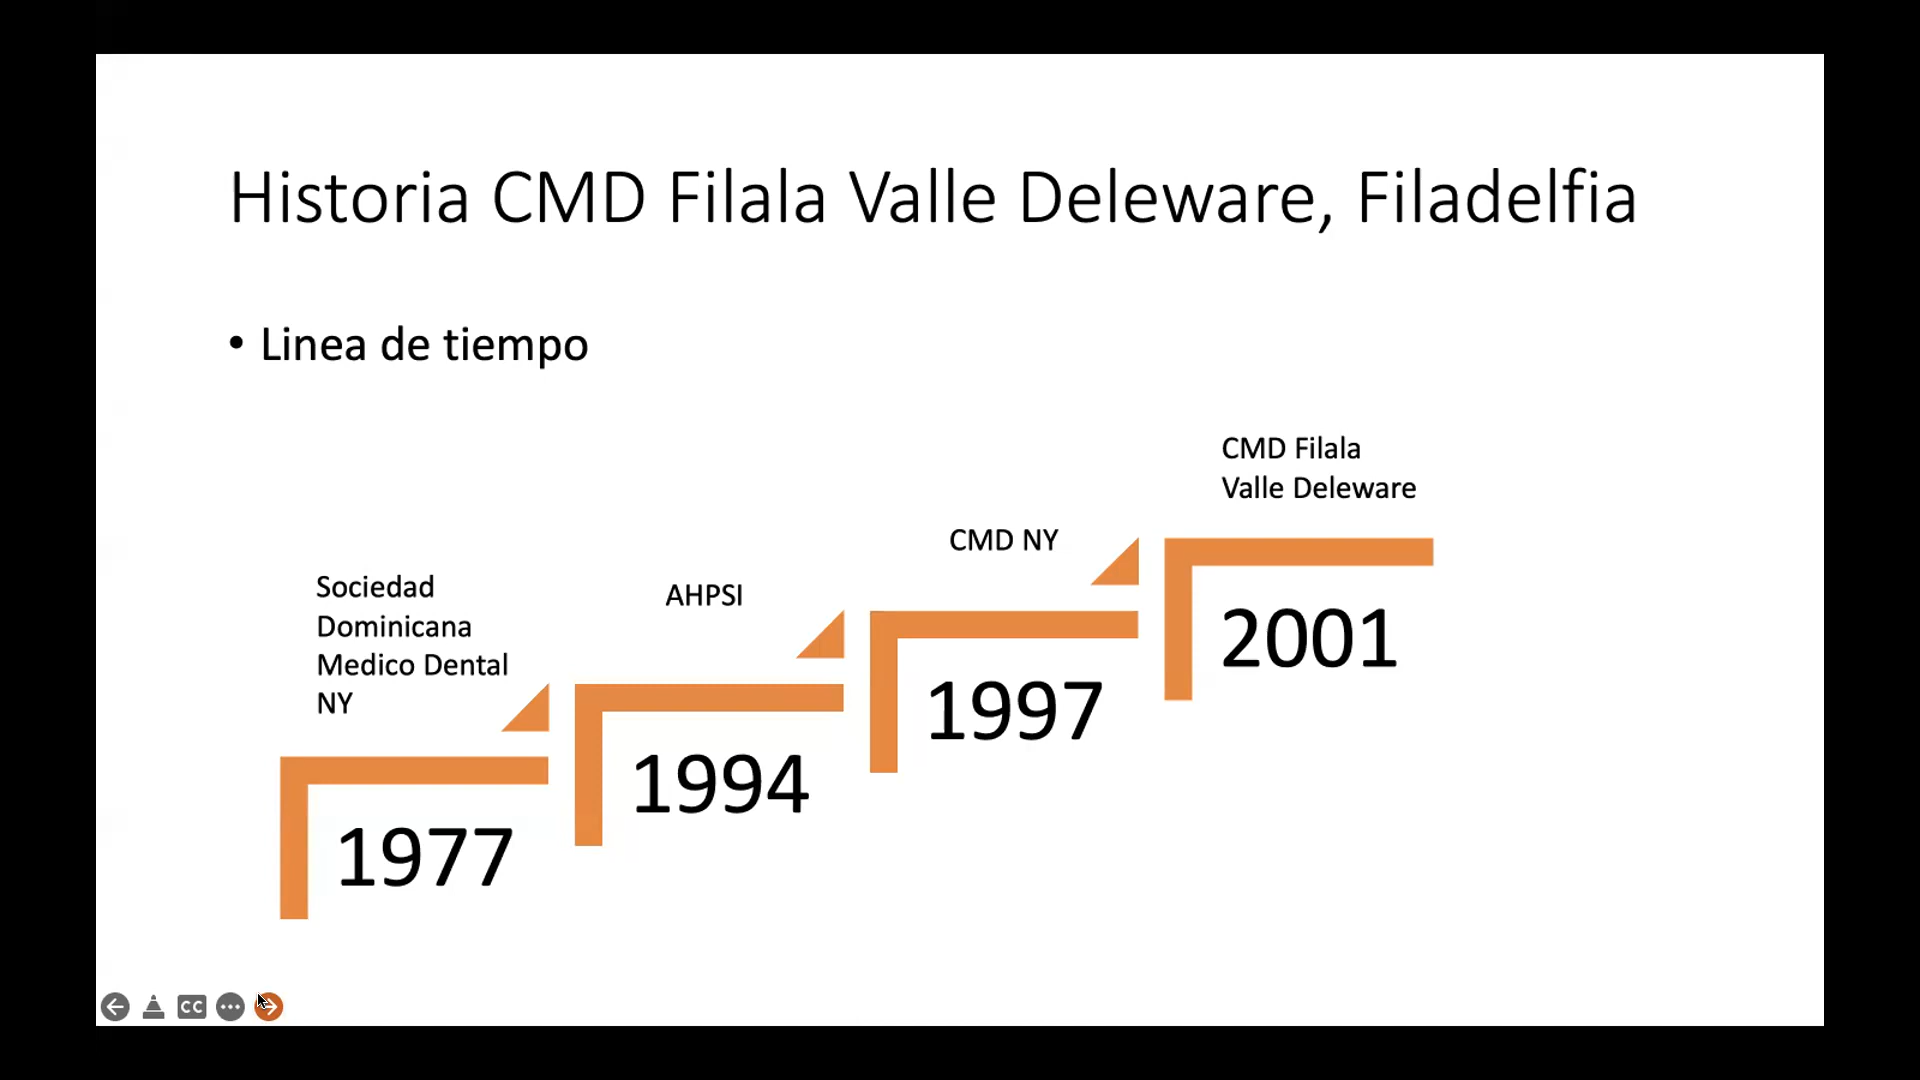 Historia CMD Filala Valle Deleware, Filadelfia
• Linea de tiempo
Sociedad
Dominicana
Medico Dental
NY
1977
AHPSI
1994
CMD NY
1997
CMD Filala
Valle Deleware
2001
CC